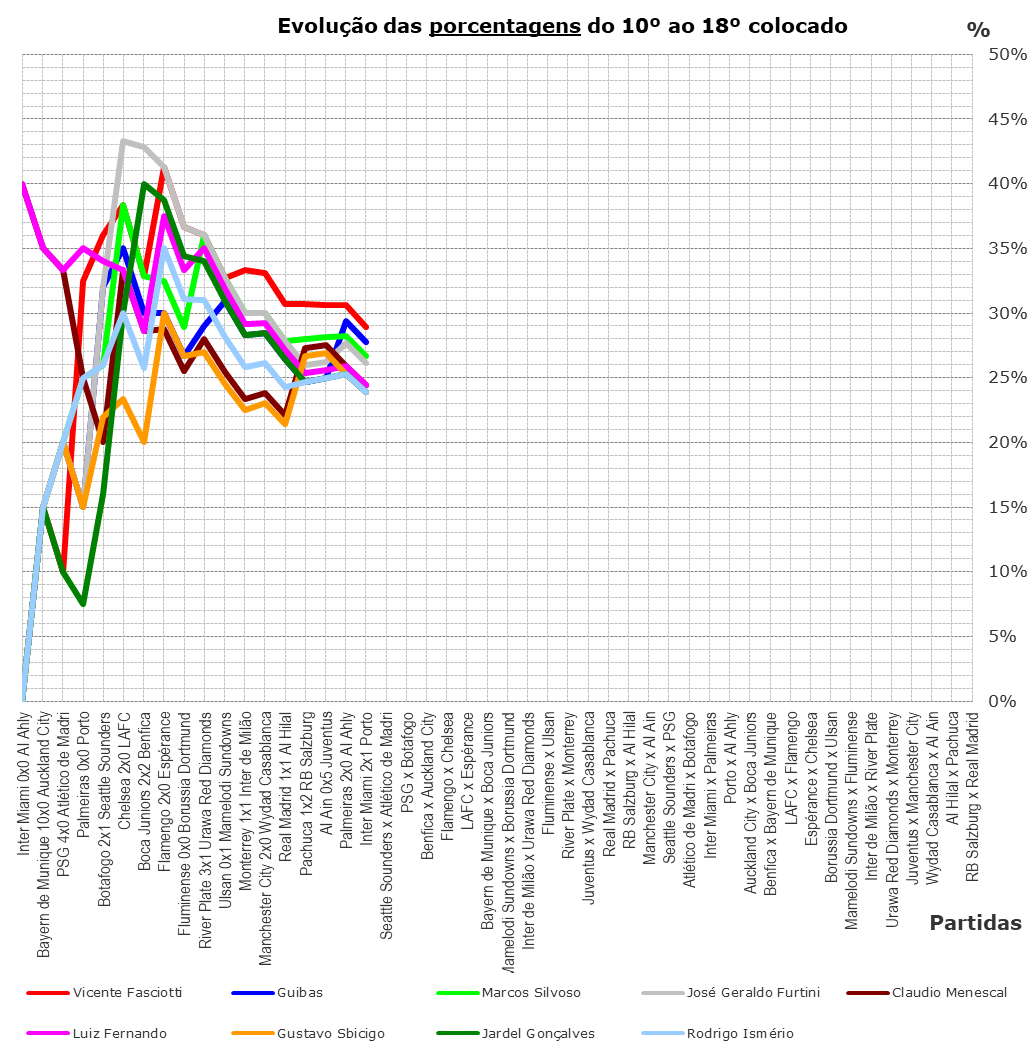 Evolução das porcentagens do 10º ao 18º colocado
%
50%
45%
40%
35%
30%
25%
20%
15%
10%
5%
0%
Inter Miami 0x0 Al Ahly
Bayern de Munique 10x0 Auckland City
PSG 4x0 Atlético de Madri
Palmeiras 0x0 Porto
Botafogo 2x1 Seattle Sounders
Chelsea 2x0 LAFC
Boca Juniors 2x2 Benfica
Flamengo 2x0 Espérance
Fluminense 0x0 Borussia Dortmund
River Plate 3x1 Urawa Red Diamonds
Ulsan 0x1 Mamelodi Sundowns
Monterrey 1x1 Inter de Milão
Manchester City 2x0 Wydad Casablanca
Real Madrid 1x1 Al Hilal
Pachuca 1x2 RB Salzburg
Al Ain 0x5 Juventus
Palmeiras 2x0 Al Ahly
Inter Miami 2x1 Porto
Seattle Sounders x Atlético de Madri
PSG x Botafogo
Benfica x Auckland City
Flamengo x Chelsea
LAFC x Espérance
Bayern de Munique x Boca Juniors
Mamelodi Sundowns x Borussia Dortmund
Inter de Milão x Urawa Red Diamonds
Fluminense x Ulsan
River Plate x Monterrey
Juventus x Wydad Casablanca
Real Madrid x Pachuca
RB Salzburg x Al Hilal
Manchester City x Al Ain
Seattle Sounders x PSG
Atlético de Madri x Botafogo
Inter Miami x Palmeiras
Porto x Al Ahly
Auckland City x Boca Juniors
Benfica x Bayern de Munique
LAFC x Flamengo
Espérance x Chelsea
Borussia Dortmund x Ulsan
Mamelodi Sundowns x Fluminense
Inter de Milão x River Plate
Urawa Red Diamonds x Monterrey
Juventus x Manchester City
Wydad Casablanca x Al Ain
Al Hilal x Pachuca
RB Salzburg x Real Madrid
Partidas
Vicente Fasciotti
Guibas
Marcos Silvoso
José Geraldo Furtini
Claudio Menescal
Luiz Fernando
Gustavo Sbicigo
Jardel Gonçalves
Rodrigo Ismério